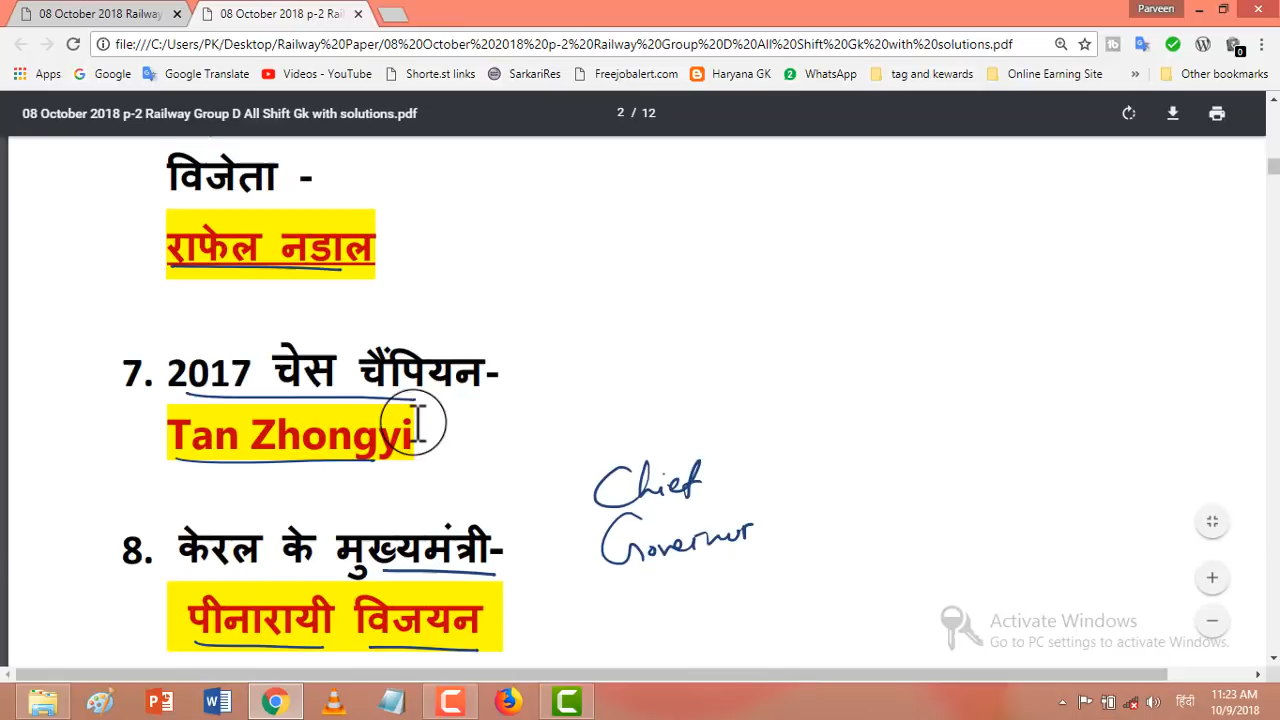 08 October 2018 p-2 Railway
08 October 2018 p-2 Railway
Parveen
file:///C:/Users/PK/Desktop/Railway%20Paper/08%20October%202018%20p-2%20Railway%20Group%20D%20All%20Shift%20Gk%20with%20solutions.pdf
Apps Google Google Translate Videos - YouTube Shorte.st links SarkariRes Freejobalert.com Haryana GK WhatsApp tag and kewards Online Earning Site » Other bookmarks
08 October 2018 p-2 Railway Group D All Shift Gk with solutions.pdf 2 / 12
विजेता -
राफेल नडाल
7. 2017 चेस चैंपियन-
Tan Zhongyi
Chief
Governor
8. केरल के मुख्यमंत्री-
पीनारायी विजयन
Activate Windows
Go to PC settings to activate Windows.
हिंदी
11:23 AM
10/9/2018